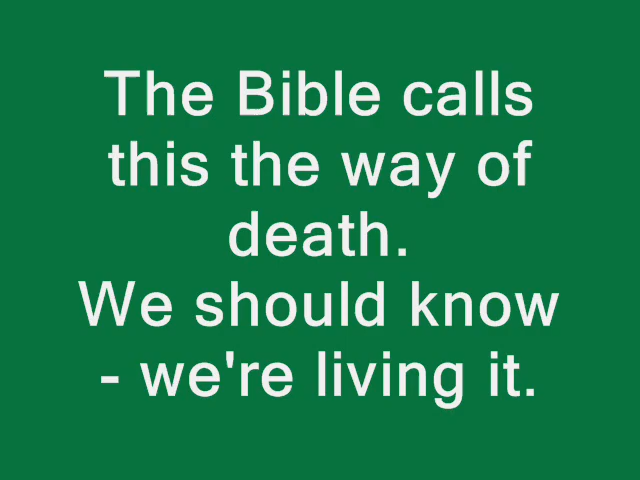 The Bible calls
this the way of
death.
We should know
- we're living it.